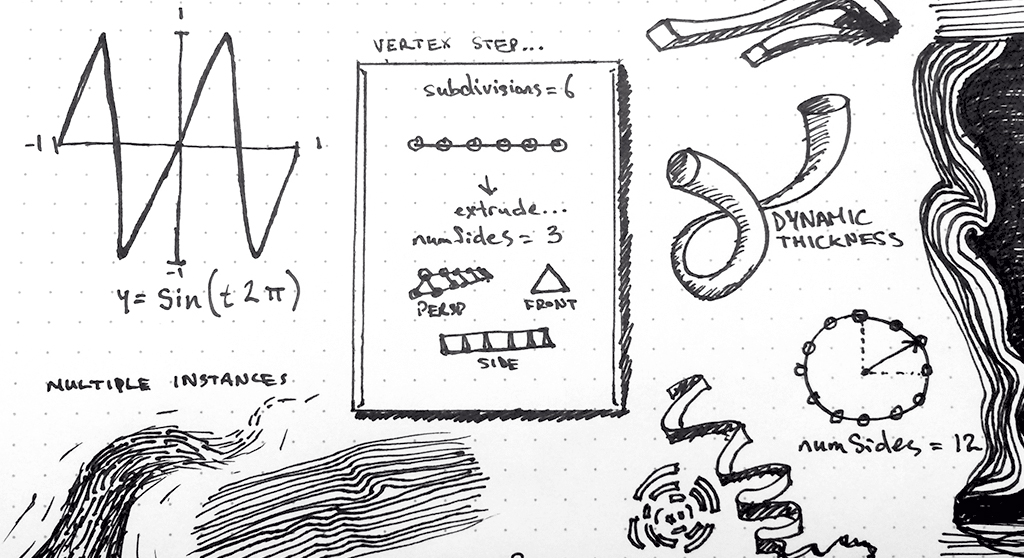 1
-1
1
-1
y = sin(t 2 π)
VERTEX STEP...
subdivisions = 6
extrude...
numSides = 3
PERSP
FRONT
SIDE
DYNAMIC
THICKNESS
numSides = 12
MULTIPLE INSTANCES